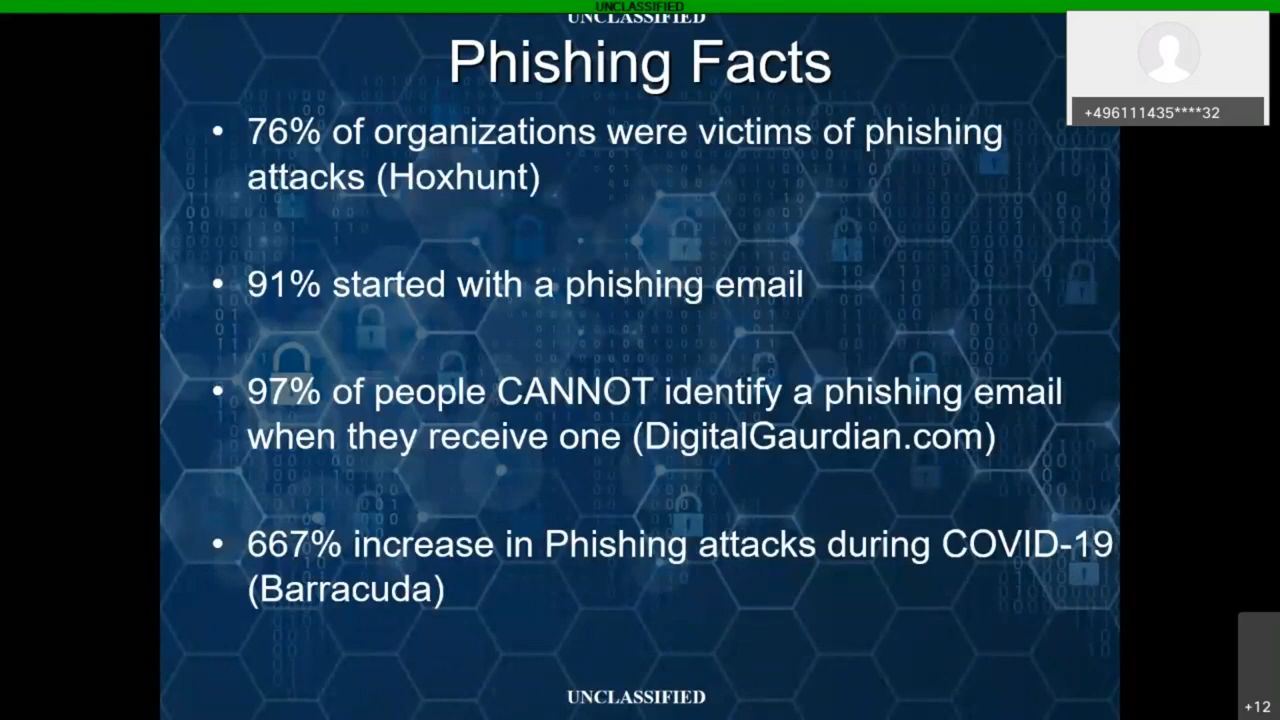 UNCLASSIFIED
UNCLASSIFIED
Phishing Facts
+496111435****32
• 76% of organizations were victims of phishing
attacks (Hoxhunt)
• 91% started with a phishing email
• 97% of people CANNOT identify a phishing email
when they receive one (DigitalGaurdian.com)
• 667% increase in Phishing attacks during COVID-19
(Barracuda)
UNCLASSIFIED
+12